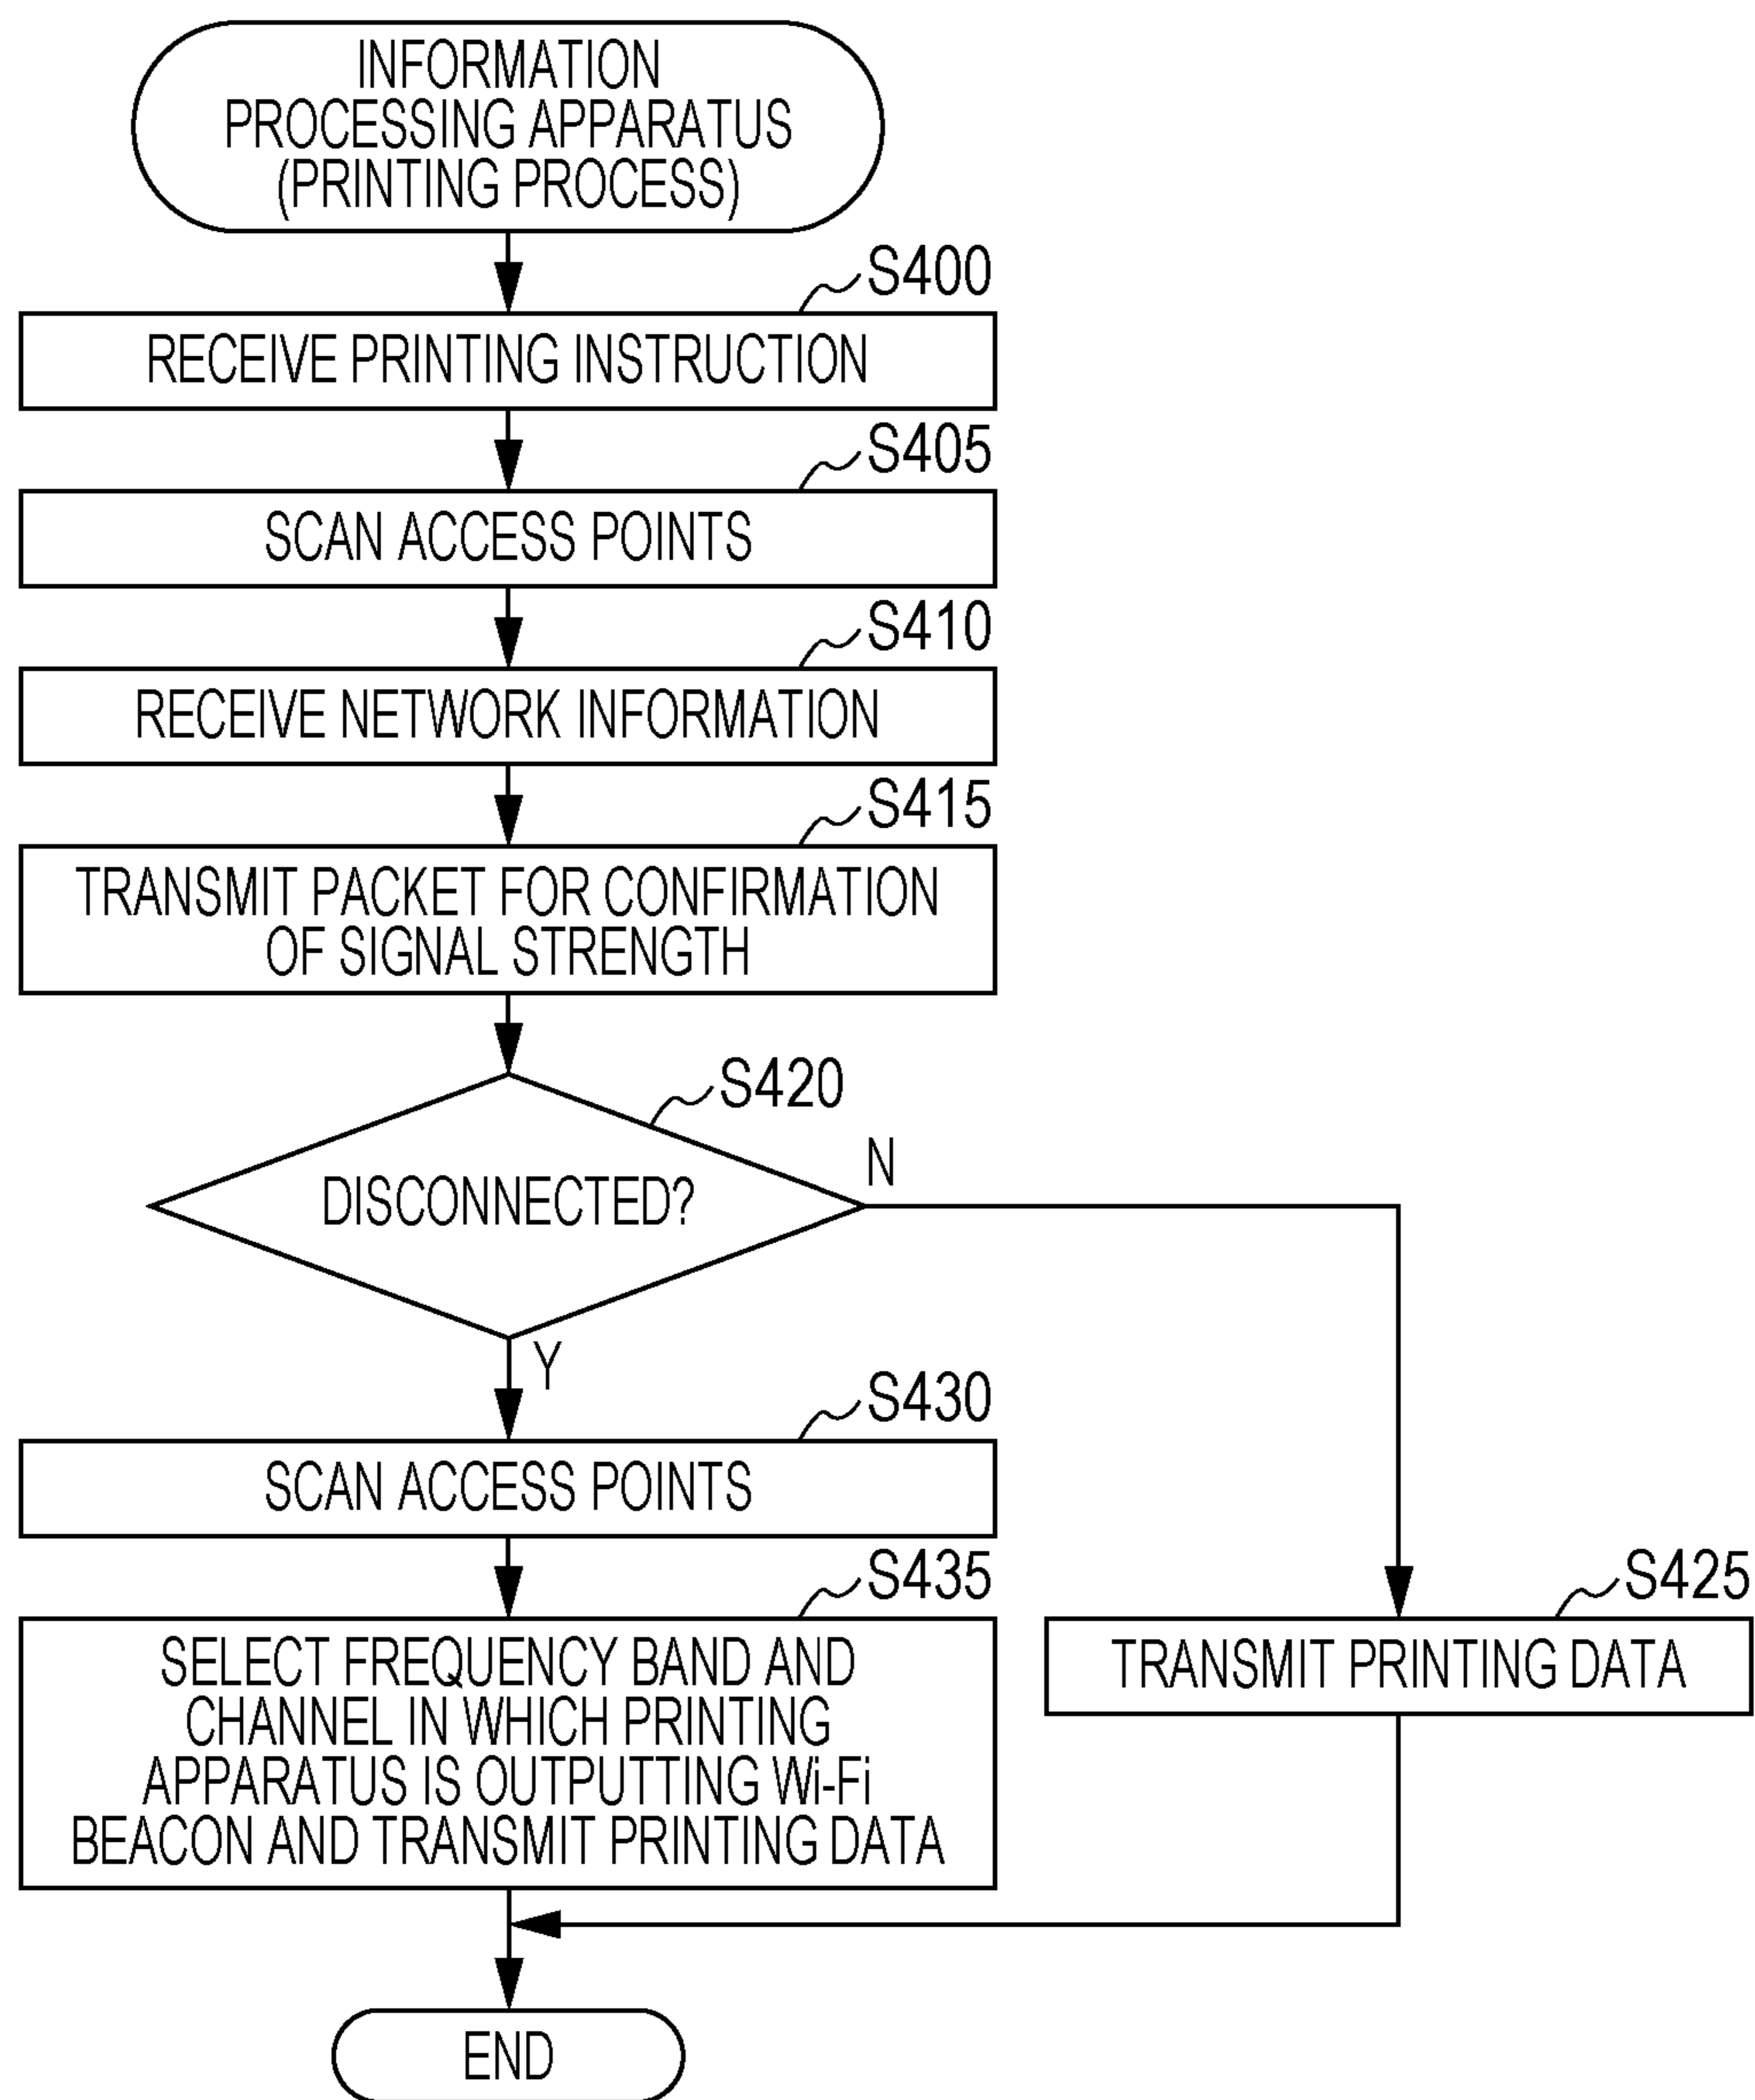 INFORMATION
PROCESSING APPARATUS
(PRINTING PROCESS)
S400
RECEIVE PRINTING INSTRUCTION
S405
SCAN ACCESS POINTS
S410
RECEIVE NETWORK INFORMATION
S415
TRANSMIT PACKET FOR CONFIRMATION
OF SIGNAL STRENGTH
S420
DISCONNECTED?
N
Y
S430
SCAN ACCESS POINTS
S435
SELECT FREQUENCY BAND AND
CHANNEL IN WHICH PRINTING
APPARATUS IS OUTPUTTING Wi-Fi
BEACON AND TRANSMIT PRINTING DATA
S425
TRANSMIT PRINTING DATA
END